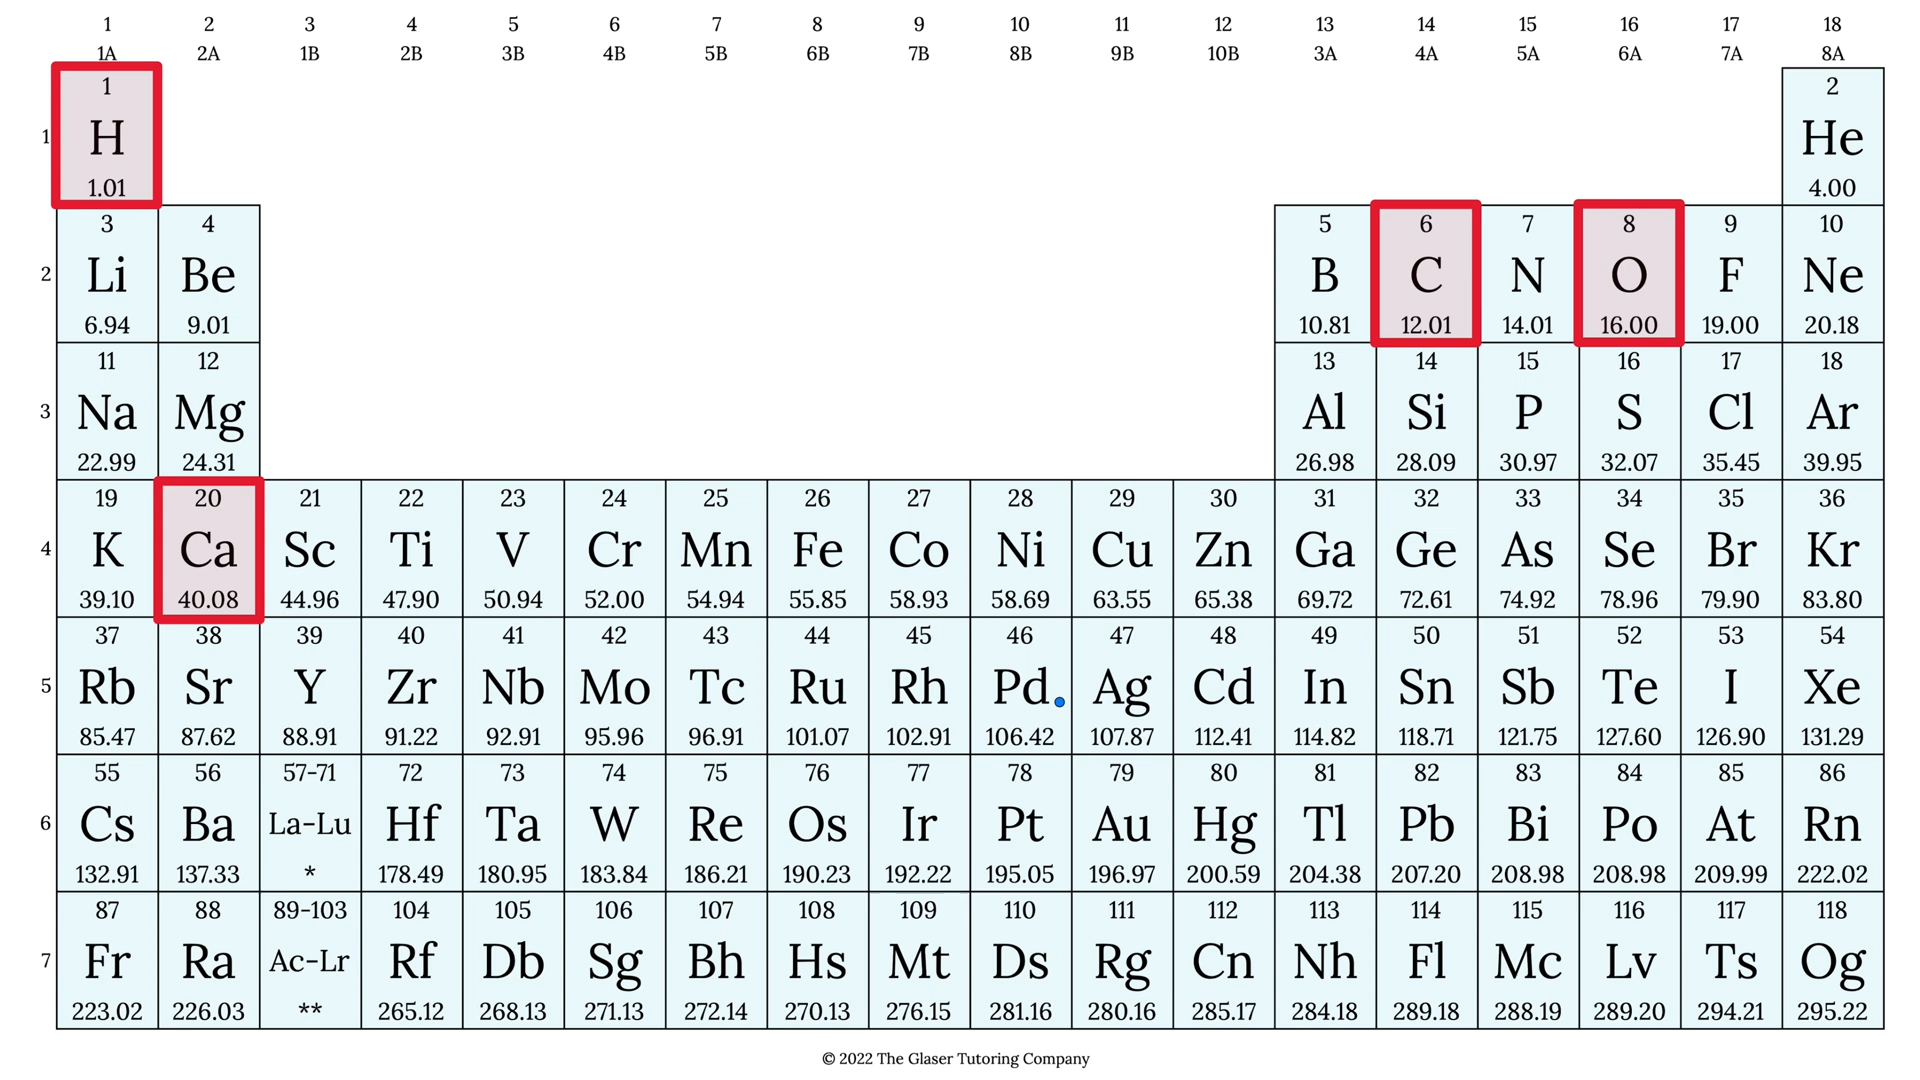 1 2 3 4 5 6 7 8 9 10 11 12 13 14 15 16 17 18
1A 2A 1B 2B 3B 4B 5B 6B 7B 8B 9B 10B 3A 4A 5A 6A 7A 8A
1 2
1 H He
1.01 4.00
3 4 5 6 7 8 9 10
2 Li Be B C N O F Ne
6.94 9.01 10.81 12.01 14.01 16.00 19.00 20.18
11 12 13 14 15 16 17 18
3 Na Mg Al Si P S Cl Ar
22.99 24.31 26.98 28.09 30.97 32.07 35.45 39.95
19 20 21 22 23 24 25 26 27 28 29 30 31 32 33 34 35 36
4 K Ca Sc Ti V Cr Mn Fe Co Ni Cu Zn Ga Ge As Se Br Kr
39.10 40.08 44.96 47.90 50.94 52.00 54.94 55.85 58.93 58.69 63.55 65.38 69.72 72.61 74.92 78.96 79.90 83.80
37 38 39 40 41 42 43 44 45 46 47 48 49 50 51 52 53 54
5 Rb Sr Y Zr Nb Mo Tc Ru Rh Pd Ag Cd In Sn Sb Te I Xe
85.47 87.62 88.91 91.22 92.91 95.96 96.91 101.07 102.91 106.42 107.87 112.41 114.82 118.71 121.75 127.60 126.90 131.29
55 56 57-71 72 73 74 75 76 77 78 79 80 81 82 83 84 85 86
6 Cs Ba La-Lu Hf Ta W Re Os Ir Pt Au Hg Tl Pb Bi Po At Rn
132.91 137.33 * 178.49 180.95 183.84 186.21 190.23 192.22 195.05 196.97 200.59 204.38 207.20 208.98 208.98 209.99 222.02
87 88 89-103 104 105 106 107 108 109 110 111 112 113 114 115 116 117 118
7 Fr Ra Ac-Lr Rf Db Sg Bh Hs Mt Ds Rg Cn Nh Fl Mc Lv Ts Og
223.02 226.03 ** 265.12 268.13 271.13 272.14 270.13 276.15 281.16 280.16 285.17 284.18 289.18 288.19 289.20 294.21 295.22
© 2022 The Glaser Tutoring Company